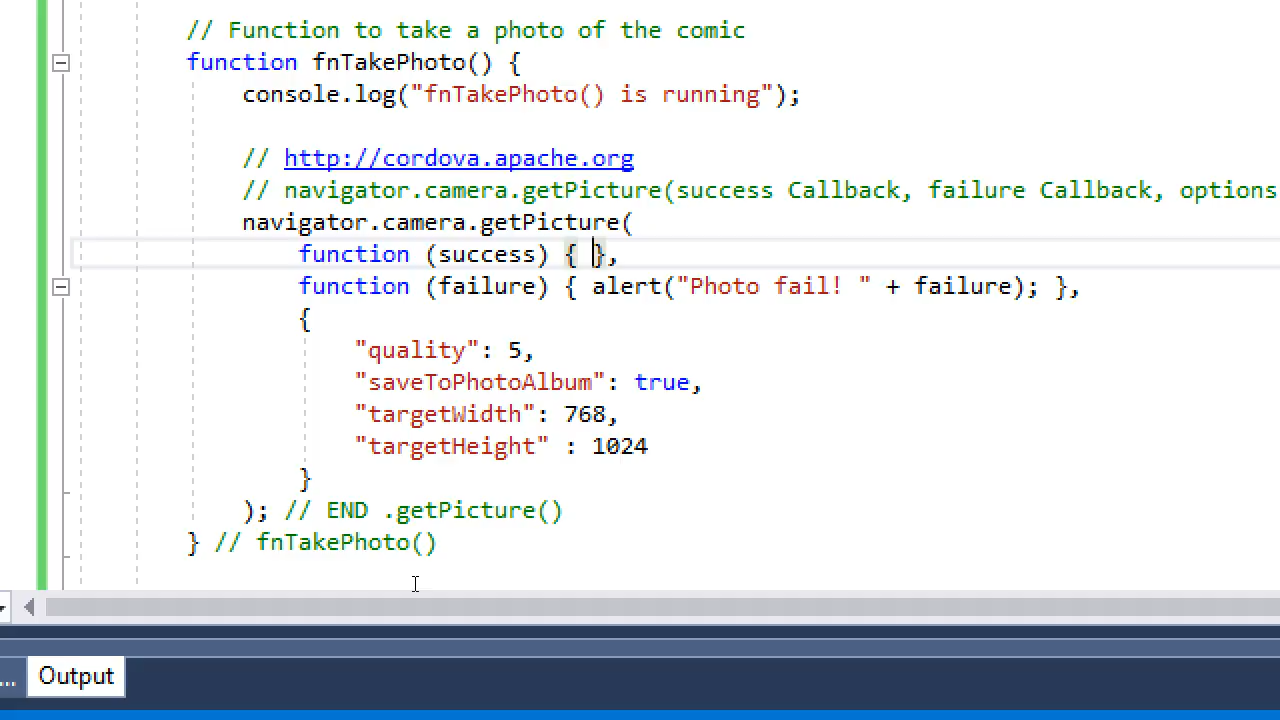 // Function to take a photo of the comic
function fnTakePhoto() {
console.log("fnTakePhoto() is running");
// http://cordova.apache.org
// navigator.camera.getPicture(success Callback, failure Callback, options
navigator.camera.getPicture(
function (success) { },
function (failure) { alert("Photo fail! " + failure); },
{
"quality": 5,
"saveToPhotoAlbum": true,
"targetWidth": 768,
"targetHeight" : 1024
}
); // END .getPicture()
} // fnTakePhoto()
... Output